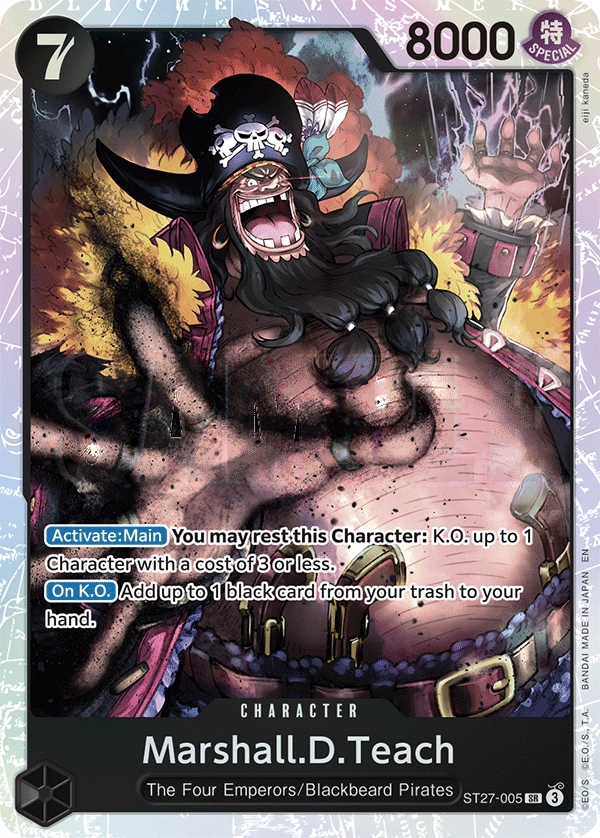 7
8000
特
SPECIAL
eiji kaneda
SAMPLE
Activate:Main You may rest this Character: K.O. up to 1
Character with a cost of 3 or less.
On K.O. Add up to 1 black card from your trash to your
hand.
CHARACTER
Marshall.D.Teach
The Four Emperors/Blackbeard Pirates
ST27-005 SR 3
©E.O./S. ©E.O./S., T.A. BANDAI MADE IN JAPAN EN